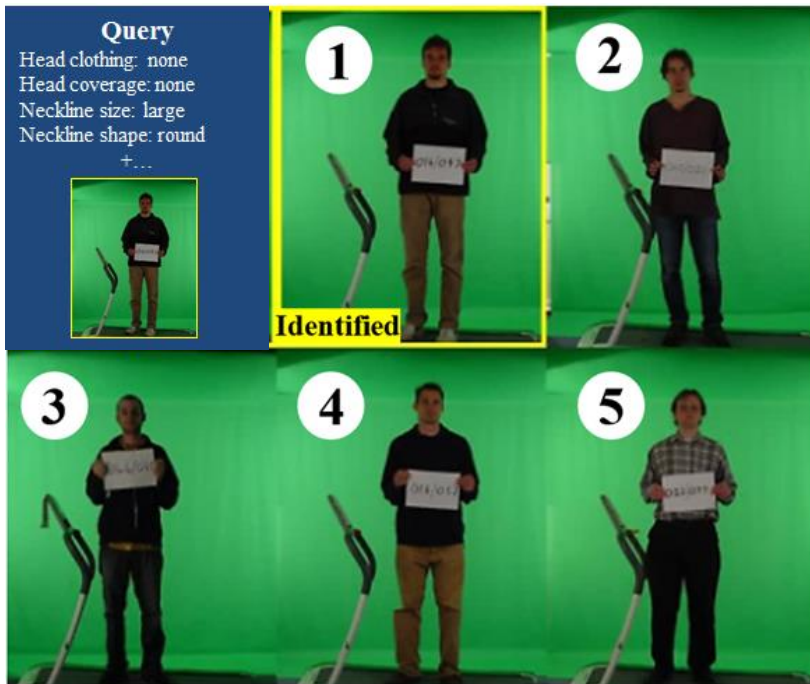 Query
Head clothing: none
Head coverage: none
Neckline size: large
Neckline shape: round
+...
1
Identified
2
3
4
5